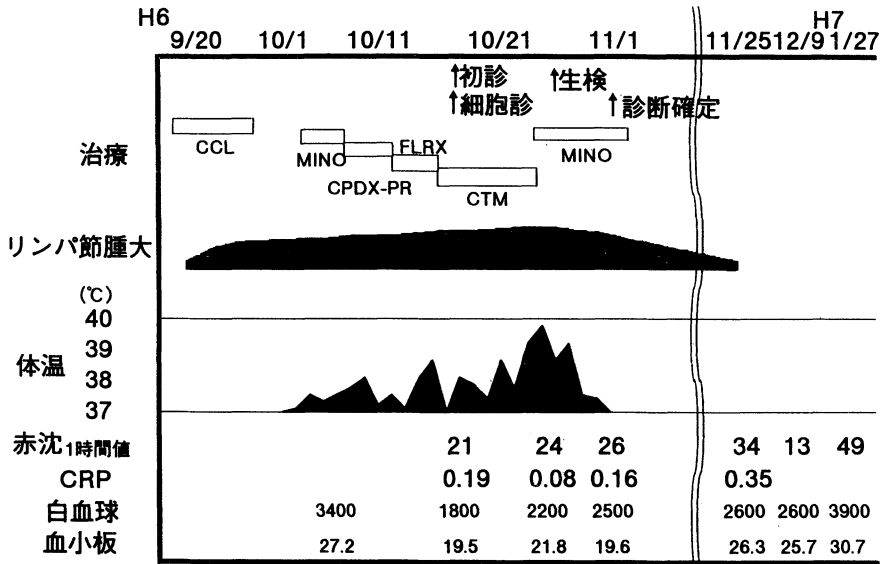 H6 H7
9/20 10/1 10/11 10/21 11/1 11/25 12/9 1/27
↑初診 ↑生検
↑細胞診 ↑診断確定
治療
CCL MINO FLRX MINO
CPDX-PR CTM
リンパ節腫大
(℃)
40
39
体温
38
37
赤沈1時間値 21 24 26 34 13 49
CRP 0.19 0.08 0.16 0.35
白血球 3400 1800 2200 2500 2600 2600 3900
血小板 27.2 19.5 21.8 19.6 26.3 25.7 30.7